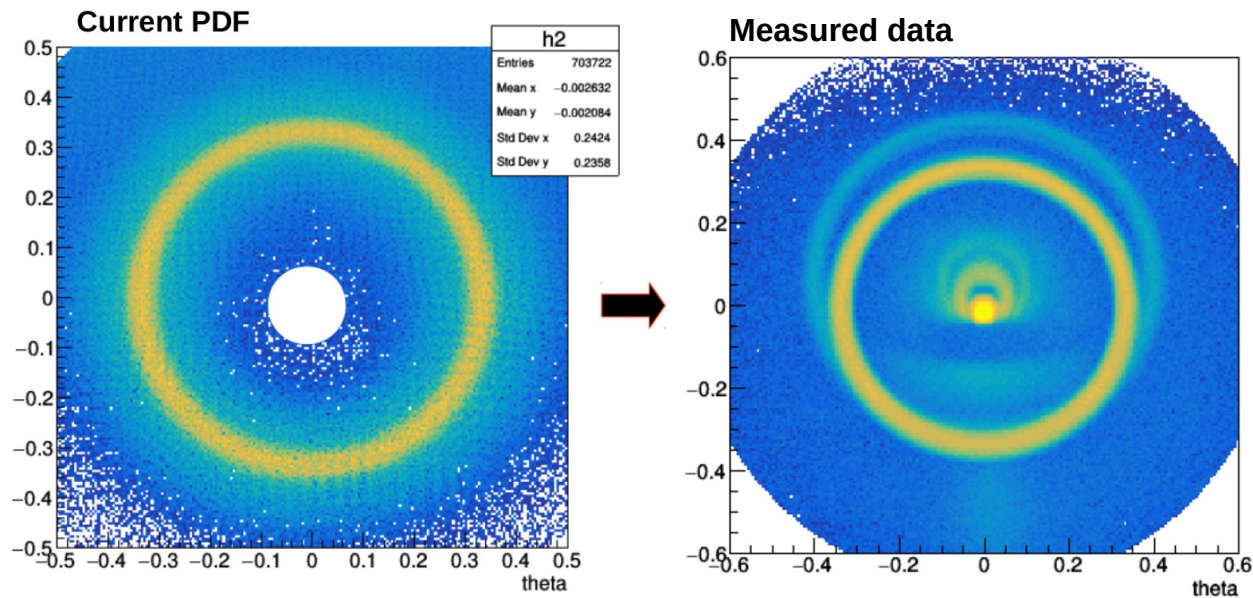 Current PDF
h2
Entries 703722
Mean x −0.002632
Mean y −0.002084
Std Dev x 0.2424
Std Dev y 0.2358
0.5
0.4
0.3
0.2
0.1
0
−0.1
−0.2
−0.3
−0.4
−0.5
−0.5 −0.4 −0.3 −0.2 −0.1 0 0.1 0.2 0.3 0.4 0.5
theta
Measured data
0.6
0.4
0.2
0
−0.2
−0.4
−0.6
−0.6 −0.4 −0.2 0 0.2 0.4 0.6
theta